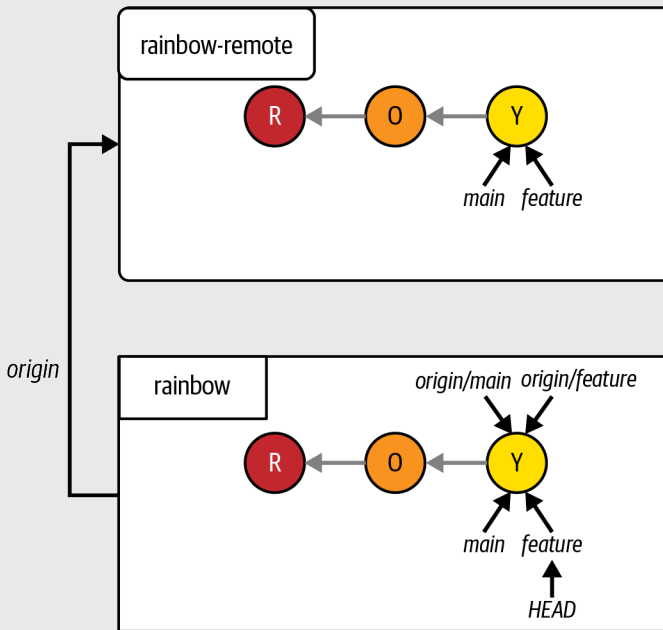 rainbow-remote
R O Y
main feature
origin
rainbow
origin/main origin/feature
R O Y
main feature
HEAD